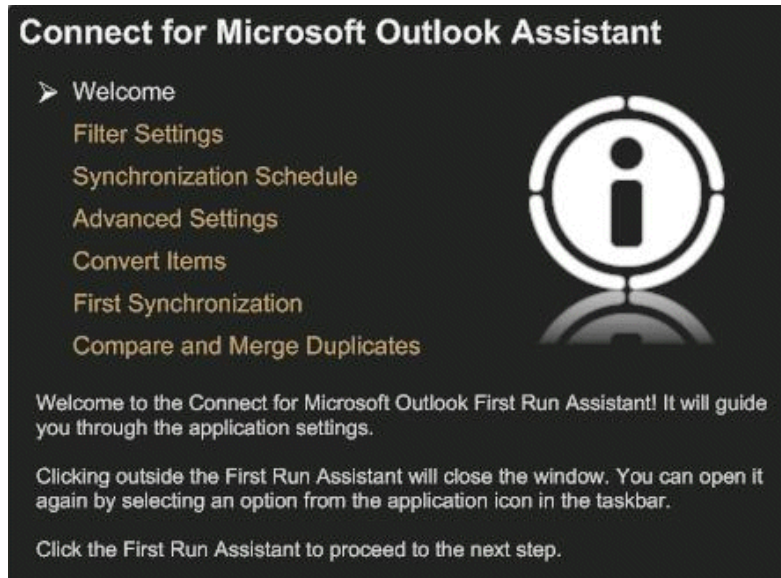 Connect for Microsoft Outlook Assistant
Welcome
Filter Settings
Synchronization Schedule
Advanced Settings
Convert Items
First Synchronization
Compare and Merge Duplicates
Welcome to the Connect for Microsoft Outlook First Run Assistant! It will guide
you through the application settings.
Clicking outside the First Run Assistant will close the window. You can open it
again by selecting an option from the application icon in the taskbar.
Click the First Run Assistant to proceed to the next step.